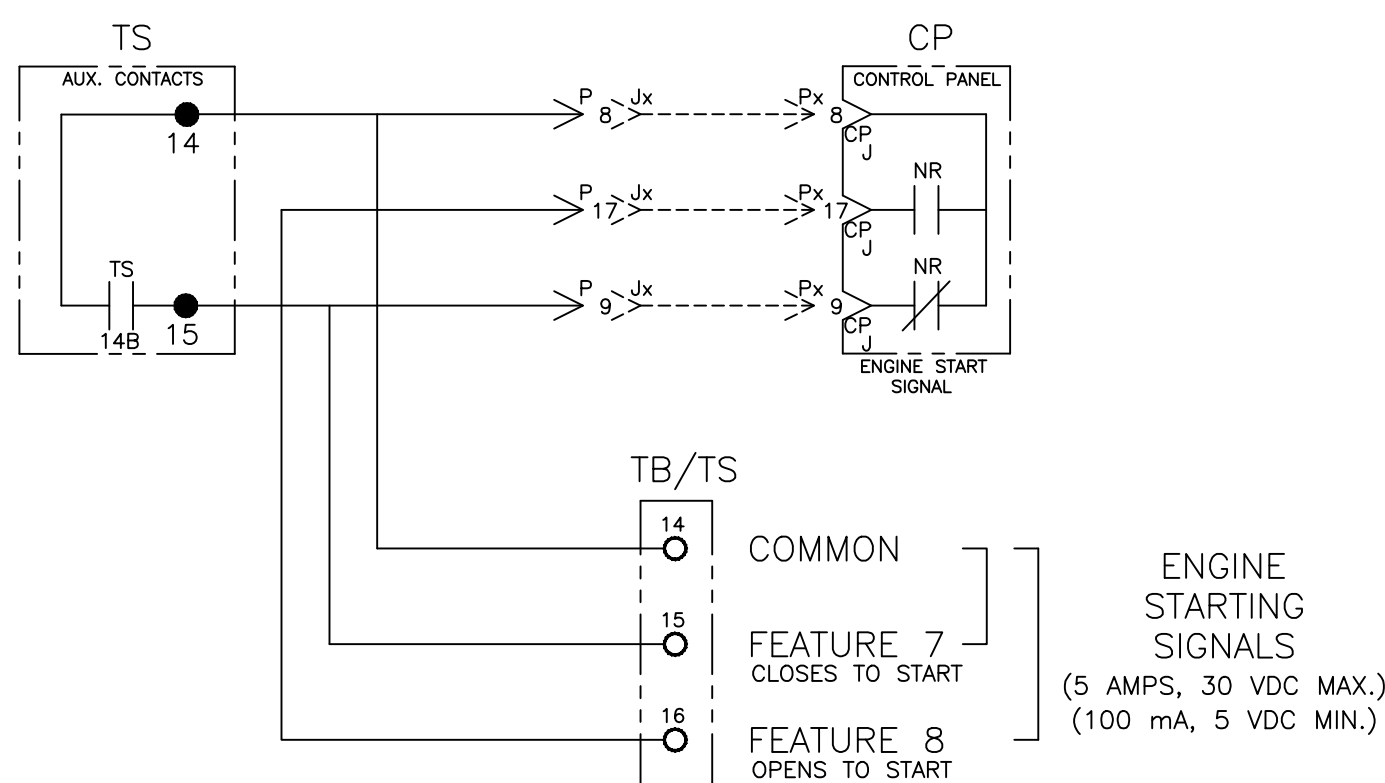 TS
CP
AUX. CONTACTS
CONTROL PANEL
14
P 8 Jx
Px 8
CP
J
P 17 Jx
Px 17
NR
CP
J
TS
14B
15
P 9 Jx
Px 9
NR
CP
J
ENGINE START
SIGNAL
TB/TS
14
COMMON
15
FEATURE 7
CLOSES TO START
16
FEATURE 8
OPENS TO START
ENGINE
STARTING
SIGNALS
(5 AMPS, 30 VDC MAX.)
(100 mA, 5 VDC MIN.)